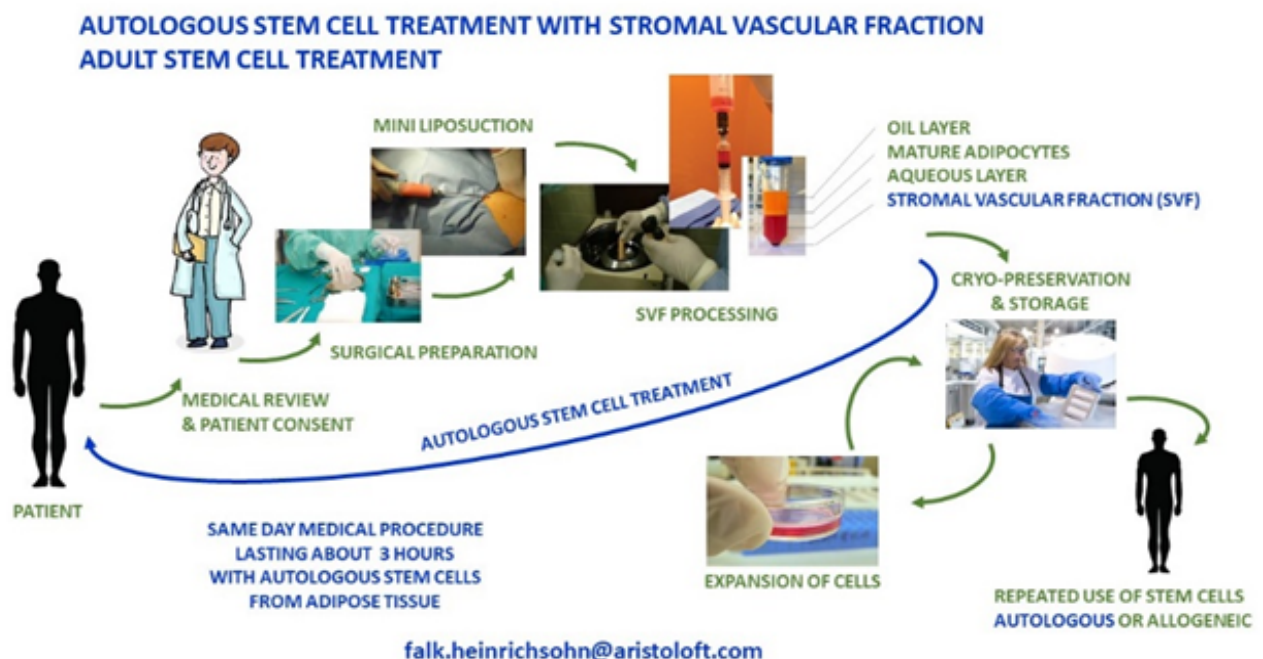 AUTOLOGOUS STEM CELL TREATMENT WITH STROMAL VASCULAR FRACTION
ADULT STEM CELL TREATMENT
MINI LIPOSUCTION
OIL LAYER
MATURE ADIPOCYTES
AQUEOUS LAYER
STROMAL VASCULAR FRACTION (SVF)
CRYO-PRESERVATION
& STORAGE
SVF PROCESSING
SURGICAL PREPARATION
MEDICAL REVIEW
& PATIENT CONSENT
AUTOLOGOUS STEM CELL TREATMENT
PATIENT
SAME DAY MEDICAL PROCEDURE
LASTING ABOUT 3 HOURS
WITH AUTOLOGOUS STEM CELLS
FROM ADIPOSE TISSUE
EXPANSION OF CELLS
REPEATED USE OF STEM CELLS
AUTOLOGOUS OR ALLOGENEIC
falk.heinrichsohn@aristoloft.com